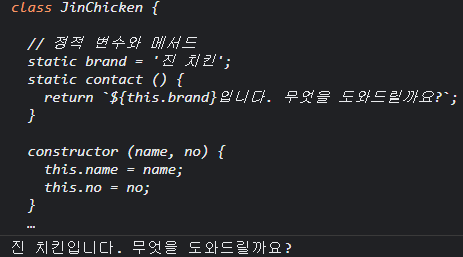 class JinChicken {
// 정적 변수와 메서드
static brand = '진 치킨';
static contact () {
return `${this.brand}입니다. 무엇을 도와드릴까요?`;
}
constructor (name, no) {
this.name = name;
this.no = no;
}
…
진 치킨입니다. 무엇을 도와드릴까요?